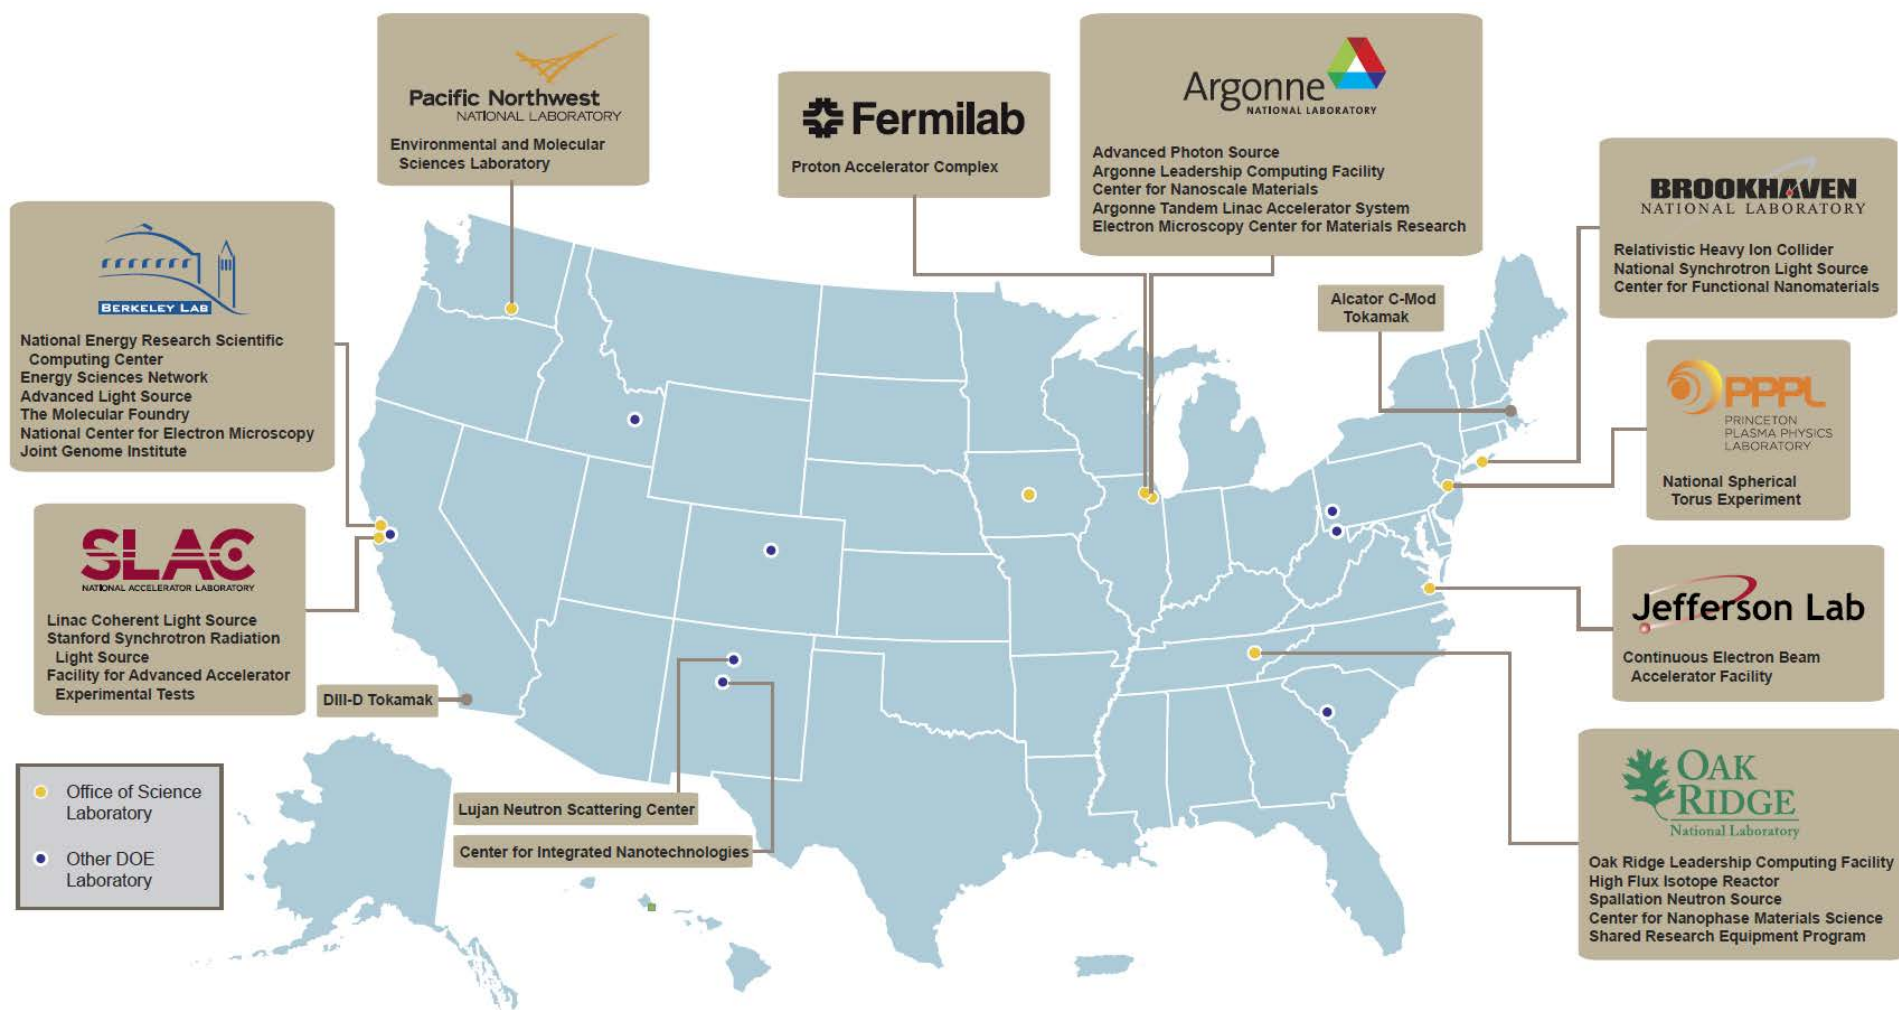 Pacific Northwest
NATIONAL LABORATORY
Environmental and Molecular
Sciences Laboratory
Fermilab
Proton Accelerator Complex
Argonne
NATIONAL LABORATORY
Advanced Photon Source
Argonne Leadership Computing Facility
Center for Nanoscale Materials
Argonne Tandem Linac Accelerator System
Electron Microscopy Center for Materials Research
BROOKHAVEN
NATIONAL LABORATORY
Relativistic Heavy Ion Collider
National Synchrotron Light Source
Center for Functional Nanomaterials
BERKELEY LAB
National Energy Research Scientific
Computing Center
Energy Sciences Network
Advanced Light Source
The Molecular Foundry
National Center for Electron Microscopy
Joint Genome Institute
Alcator C-Mod
Tokamak
PPPL
PRINCETON
PLASMA PHYSICS
LABORATORY
National Spherical
Torus Experiment
SLAC
NATIONAL ACCELERATOR LABORATORY
Linac Coherent Light Source
Stanford Synchrotron Radiation
Light Source
Facility for Advanced Accelerator
Experimental Tests
DIII-D Tokamak
Jefferson Lab
Continuous Electron Beam
Accelerator Facility
Office of Science
Laboratory
Other DOE
Laboratory
Lujan Neutron Scattering Center
Center for Integrated Nanotechnologies
OAK
RIDGE
National Laboratory
Oak Ridge Leadership Computing Facility
High Flux Isotope Reactor
Spallation Neutron Source
Center for Nanophase Materials Science
Shared Research Equipment Program